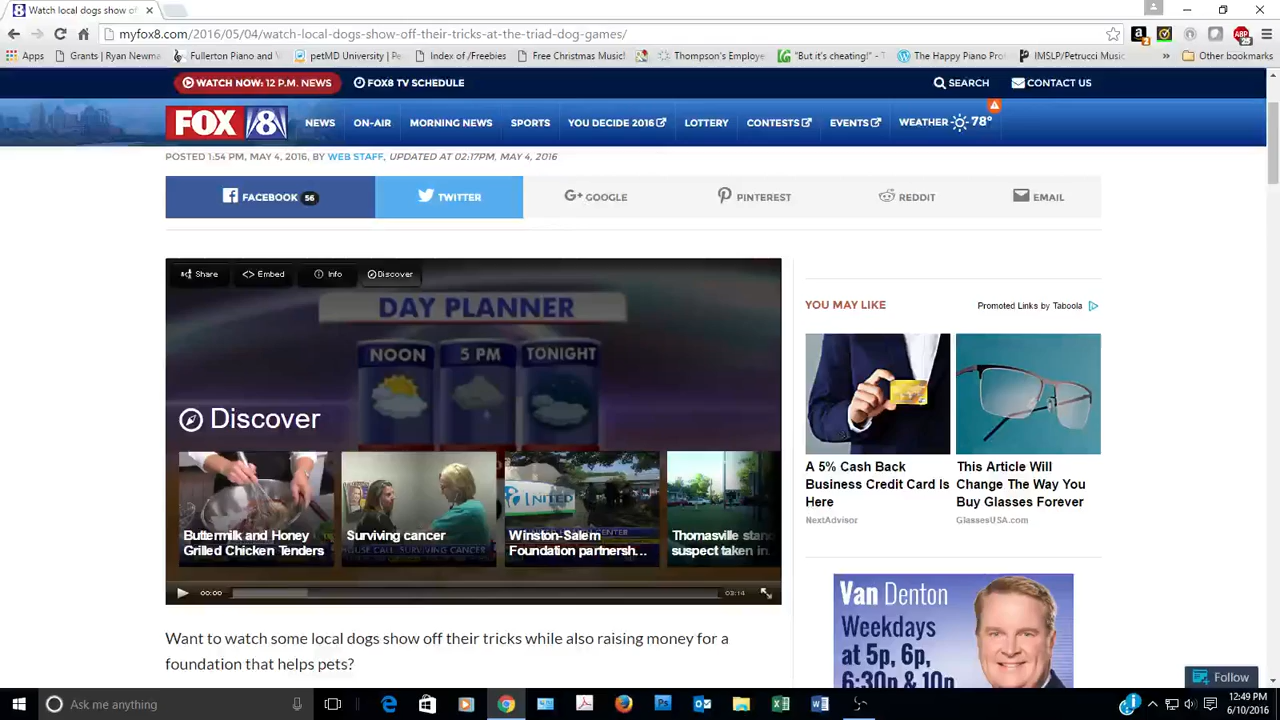 Watch local dogs show of
myfox8.com/2016/05/04/watch-local-dogs-show-off-their-tricks-at-the-triad-dog-games/
Apps Grants | Ryan Newma Fullerton Piano and petMD University | Pe Index of /Freebies Free Christmas Music! Thompson's Employe "But it's cheating!" - T The Happy Piano Pro IMSLP/Petrucci Music » Other bookmarks
WATCH NOW: 12 P.M. NEWS FOX8 TV SCHEDULE SEARCH CONTACT US
FOX 8 NEWS ON-AIR MORNING NEWS SPORTS YOU DECIDE 2016 LOTTERY CONTESTS EVENTS WEATHER 78°
POSTED 1:54 PM, MAY 4, 2016, BY WEB STAFF, UPDATED AT 02:17PM, MAY 4, 2016
FACEBOOK 56 TWITTER GOOGLE PINTEREST REDDIT EMAIL
Share <> Embed Info Discover
DAY PLANNER
NOON 5 PM TONIGHT
Discover
UNITED
Buttermilk and Honey
Grilled Chicken Tenders
Surviving cancer
SURVIVING CANCER
Winston-Salem
Foundation partnersh...
Thomasville
suspect taken in
00:00 03:14
YOU MAY LIKE Promoted Links by Taboola
A 5% Cash Back
Business Credit Card Is
Here
NextAdvisor
This Article Will
Change The Way You
Buy Glasses Forever
GlassesUSA.com
Van Denton
Weekdays
at 5p, 6p,
6:30p & 10p
Want to watch some local dogs show off their tricks while also raising money for a
foundation that helps pets?
Follow
Ask me anything
12:49 PM
6/10/2016